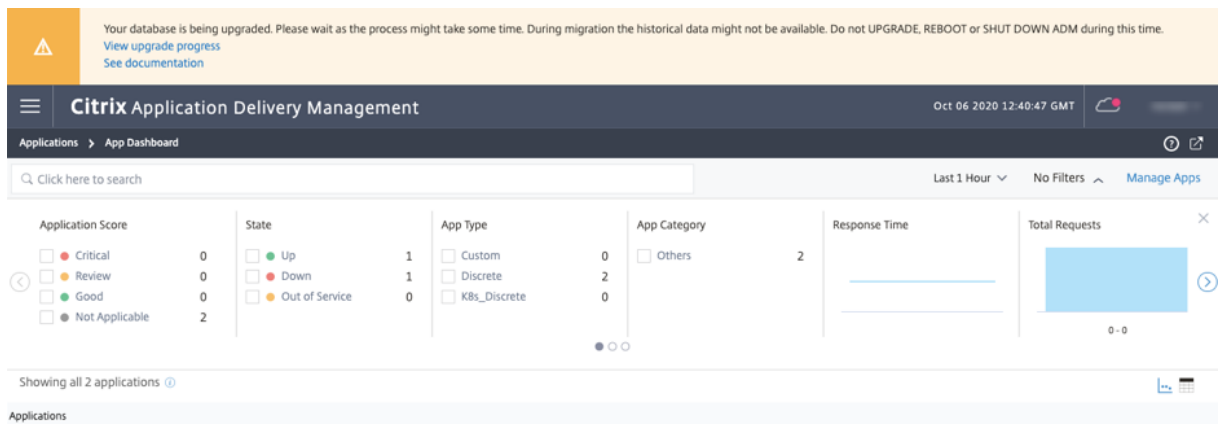 Your database is being upgraded. Please wait as the process might take some time. During migration the historical data might not be available. Do not UPGRADE, REBOOT or SHUT DOWN ADM during this time.
View upgrade progress
See documentation
Citrix Application Delivery Management
Oct 06 2020 12:40:47 GMT
Applications > App Dashboard
Click here to search
Last 1 Hour
No Filters
Manage Apps
Application Score
Critical 0
Review 0
Good 0
Not Applicable 2
State
Up 1
Down 1
Out of Service 0
App Type
Custom 0
Discrete 2
K8s_Discrete 0
App Category
Others 2
Response Time
Total Requests
0 - 0
Showing all 2 applications
Applications